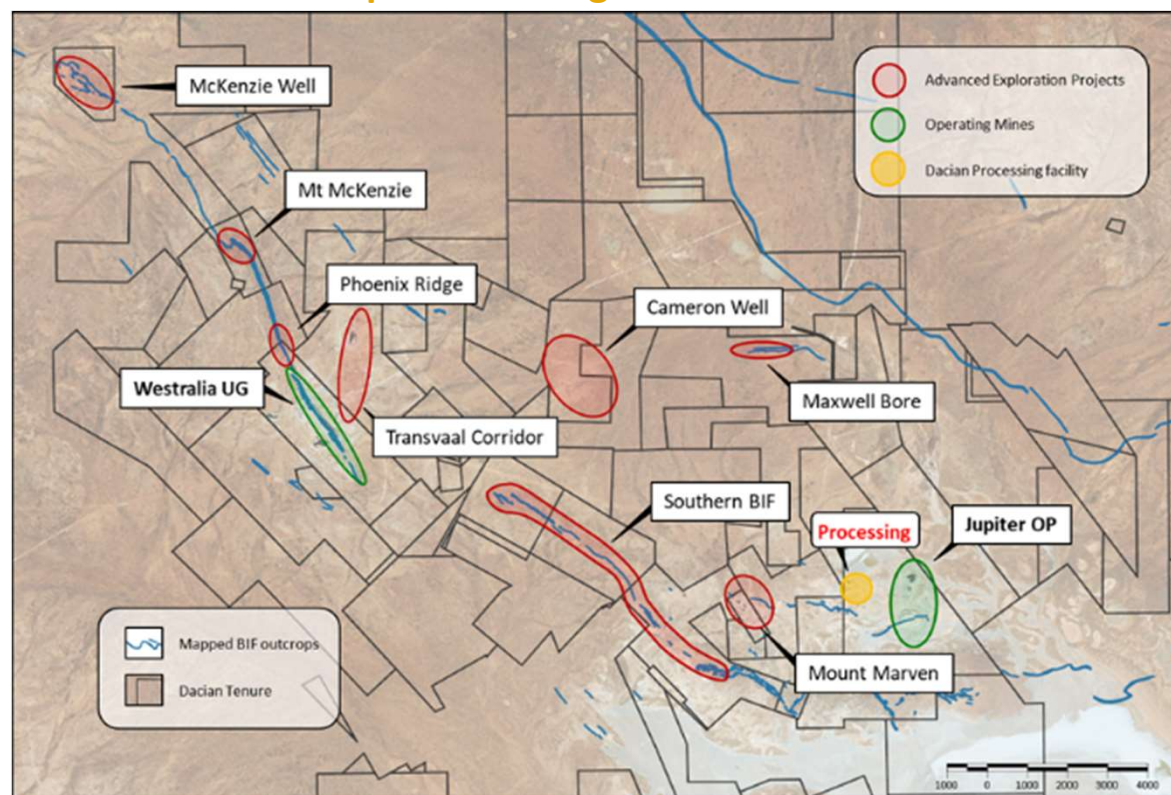 McKenzie Well
Advanced Exploration Projects
Operating Mines
Dacian Processing facility
Mt McKenzie
Phoenix Ridge
Cameron Well
Westralia UG
Maxwell Bore
Transvaal Corridor
Southern BIF
Processing
Jupiter OP
Mapped BIF outcrops
Dacian Tenure
Mount Marven
1000 0 1000 2000 3000 4000